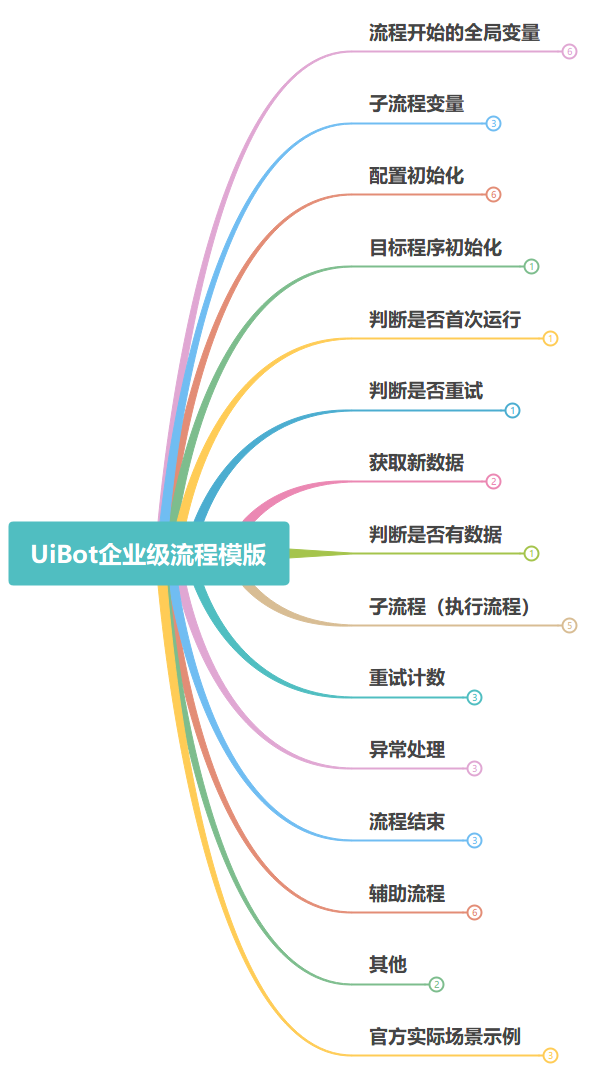 流程开始的全局变量
6
子流程变量
3
配置初始化
6
目标程序初始化
1
判断是否首次运行
1
判断是否重试
1
获取新数据
2
判断是否有数据
1
UiBot企业级流程模版
子流程（执行流程）
5
重试计数
3
异常处理
3
流程结束
3
辅助流程
6
其他
2
官方实际场景示例
3